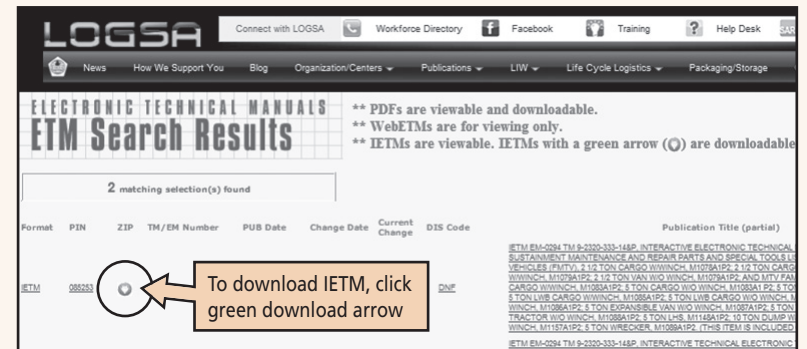 LOGSA
Connect with LOGSA Workforce Directory Facebook Training Help Desk SAR
News How We Support You Blog Organization/Centers Publications LIW Life Cycle Logistics Packaging/Storage
ELECTRONIC TECHNICAL MANUALS
ETM Search Results
** PDFs are viewable and downloadable.
** WebETMs are for viewing only.
** IETMs are viewable. IETMs with a green arrow ( ) are downloadable
2 matching selection(s) found
Format PIN ZIP TM/EM Number PUB Date Change Date Current Change DIS Code Publication Title (partial)
IETM EM-0294 TM 9-2320-333-14&P, INTERACTIVE ELECTRONIC TECHNICAL
SUSTAINMENT MAINTENANCE AND REPAIR PARTS AND SPECIAL TOOLS LI
VEHICLES (FMTV), 2 1/2 TON CARGO W/WINCH, M1078A1P2; 2 1/2 TON CARG
W/WINCH, M1079A1P2; 2 1/2 TON VAN W/O WINCH, M1079A1P2; AND MTV FAM
IETM 088253 DNF CARGO W/WINCH, M1083A1P2; 5 TON CARGO W/O WINCH, M1083A1 P2; 5 T
5 TON LWB CARGO W/WINCH, M1085A1P2; 5 TON LWB CARGO W/O WINCH, M
WINCH, M1086A1P2; 5 TON EXPANSIBLE VAN W/O WINCH, M1087A1P2; 5 TON
TRACTOR W/O WINCH, M1088A1P2; 5 TON LHS, M1148A1P2; 10 TON DUMP W
WINCH, M1157A1P2; 5 TON WRECKER, M1089A1P2. (THIS ITEM IS INCLUDED
To download IETM, click
green download arrow
IETM EM-0294 TM 9-2320-333-14&P, INTERACTIVE TECHNICAL ELECTRONIC